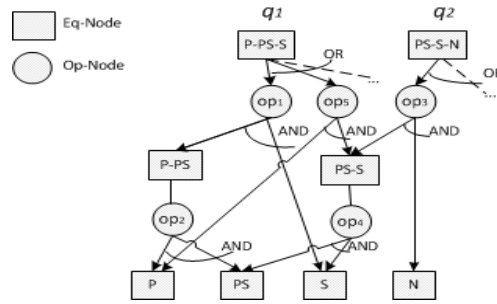 Eq-Node
Op-Node
q1
q2
P-PS-S
PS-S-N
OR
OR
...
...
op1
op5
op3
AND
AND
AND
P-PS
PS-S
op2
op4
AND
AND
P
PS
S
N